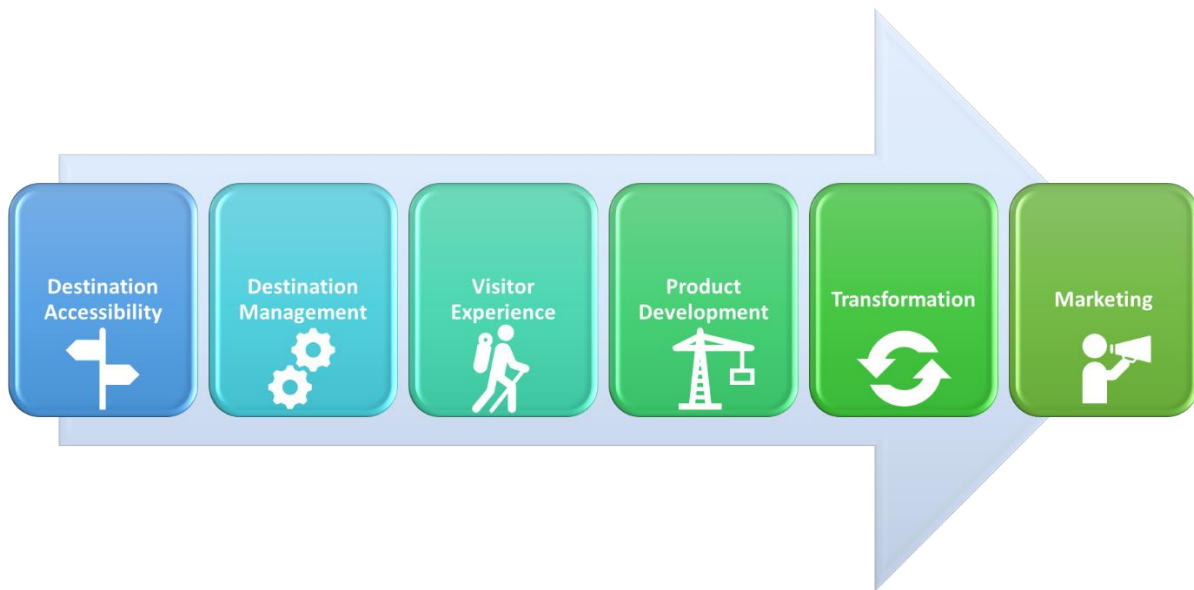 Destination
Accessibility
Destination
Management
Visitor
Experience
Product
Development
Transformation
Marketing